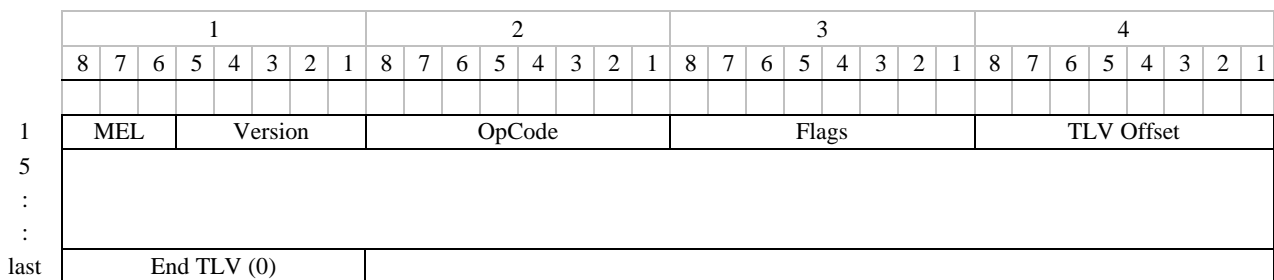 1 2 3 4
8 7 6 5 4 3 2 1 8 7 6 5 4 3 2 1 8 7 6 5 4 3 2 1 8 7 6 5 4 3 2 1
1 MEL Version OpCode Flags TLV Offset
5
:
:
last End TLV (0)